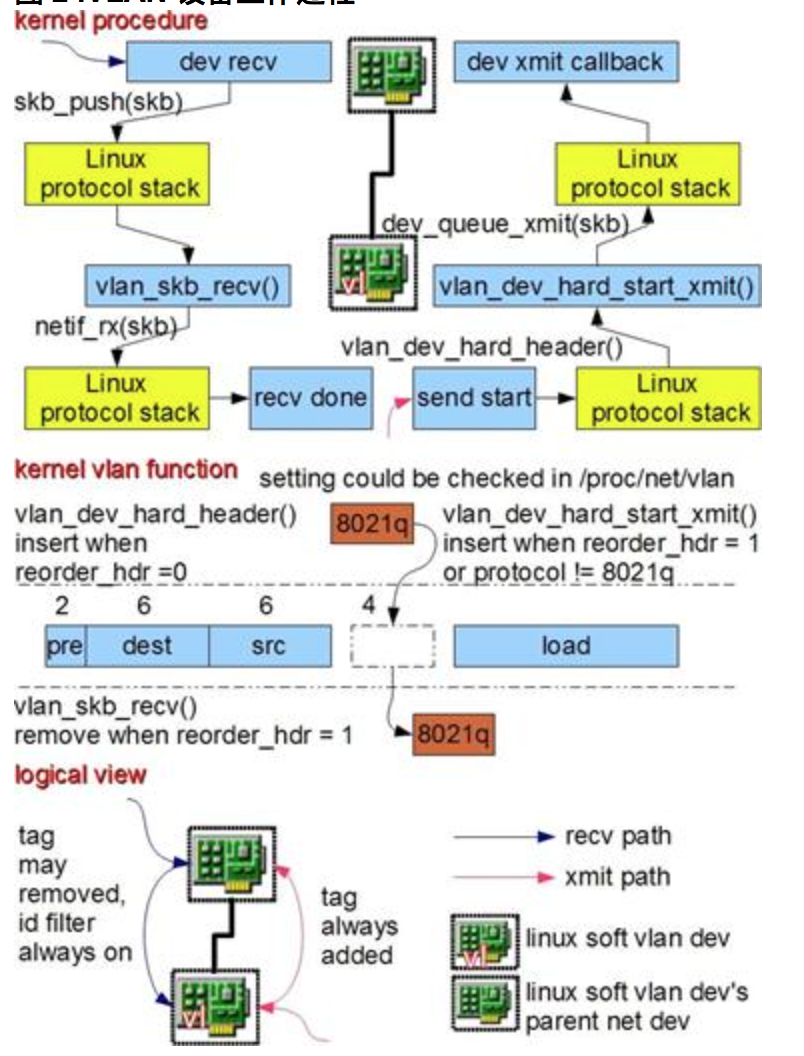 kernel procedure
dev recv
dev xmit callback
skb_push(skb)
Linux
protocol stack
Linux
protocol stack
dev_queue_xmit(skb)
vlan_skb_recv()
vl
vlan_dev_hard_start_xmit()
netif_rx(skb)
vlan_dev_hard_header()
Linux
protocol stack
recv done
send start
Linux
protocol stack
kernel vlan function
setting could be checked in /proc/net/vlan
vlan_dev_hard_header()
insert when
reorder_hdr =0
8021q
vlan_dev_hard_start_xmit()
insert when reorder_hdr = 1
or protocol != 8021q
2 6 6 4
pre dest src load
vlan_skb_recv()
remove when reorder_hdr = 1
8021q
logical view
tag
may
removed,
id filter
always on
tag
always
added
vl
recv path
xmit path
vl
linux soft vlan dev
linux soft vlan dev's
parent net dev